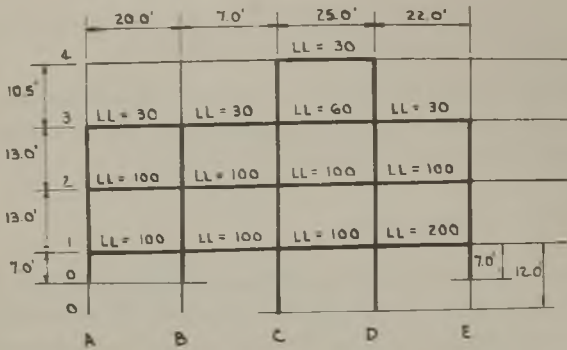 20.0' 7.0' 25.0' 22.0'
4 LL = 30
10.5'
3 LL = 30 LL = 30 LL = 60 LL = 30
13.0'
2 LL = 100 LL = 100 LL = 100 LL = 100
13.0'
1 LL = 100 LL = 100 LL = 100 LL = 200
7.0' 0 7.0' 12.0'
0
A B C D E